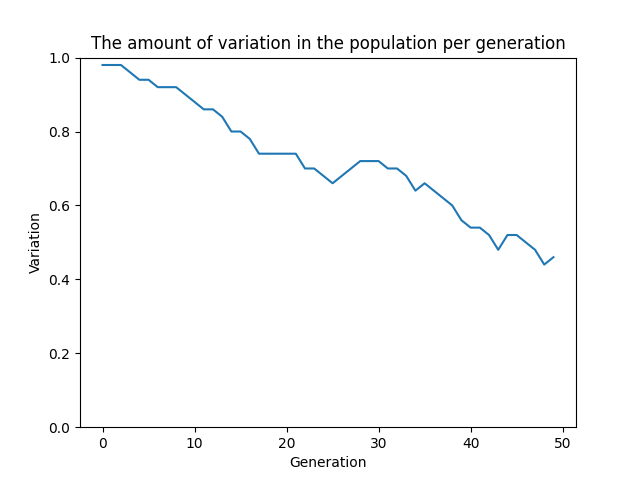 The amount of variation in the population per generation
1.0
0.8
0.6
0.4
0.2
0.0
Variation
0 10 20 30 40 50
Generation